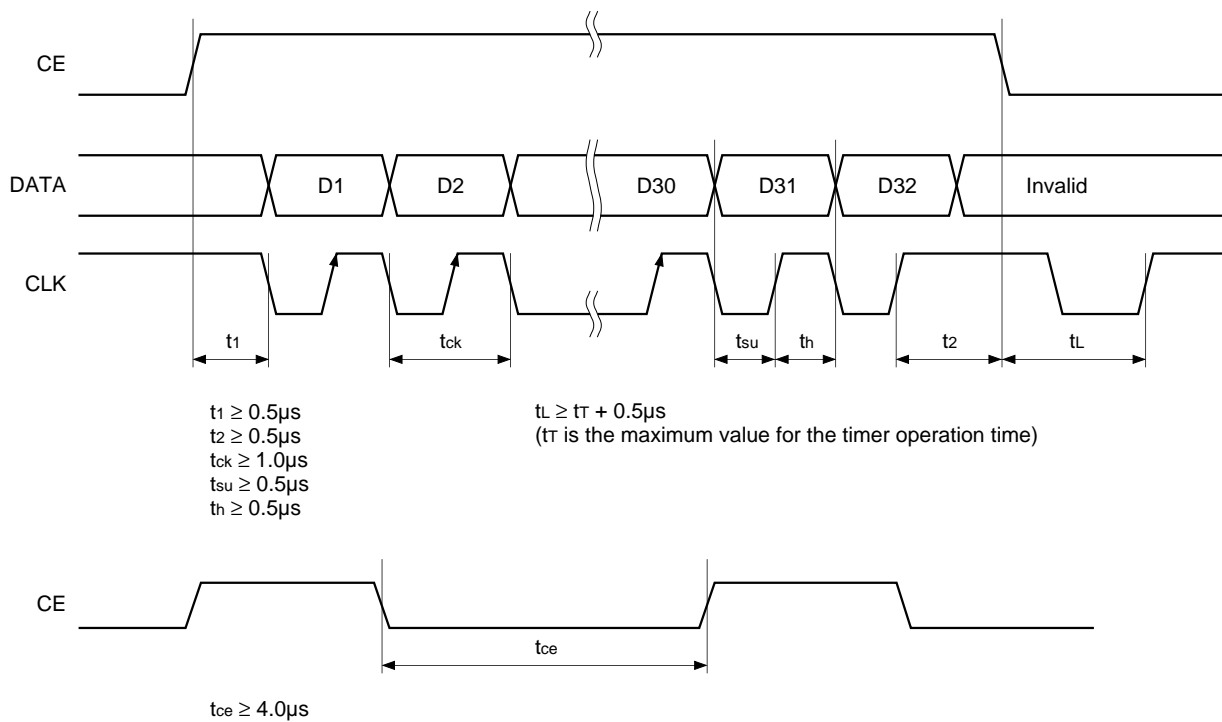 CE
DATA D1 D2 D30 D31 D32 Invalid
CLK
t1 tck tsu th t2 tL
t1 ≥ 0.5µs
t2 ≥ 0.5µs
tck ≥ 1.0µs
tsu ≥ 0.5µs
th ≥ 0.5µs
tL ≥ tT + 0.5µs
(tT is the maximum value for the timer operation time)
CE
tce
tce ≥ 4.0µs